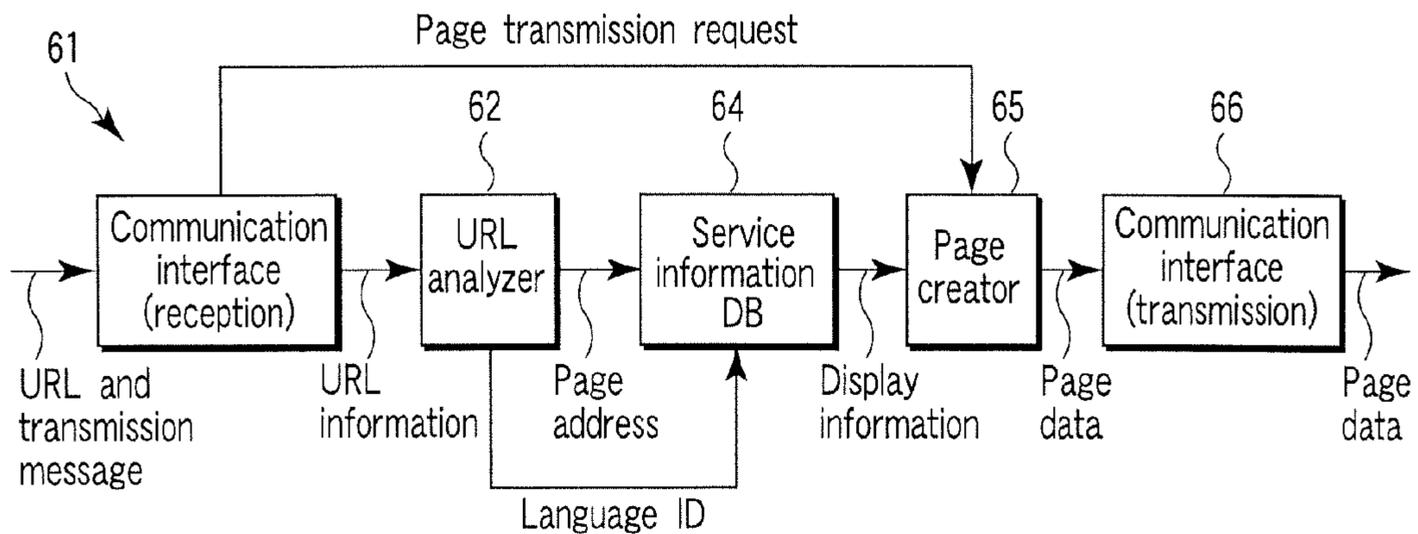 Page transmission request
61
62
64
65
66
Communication
interface
(reception)
URL
analyzer
Service
information
DB
Page
creator
Communication
interface
(transmission)
URL and
transmission
message
URL
information
Page
address
Display
information
Page
data
Page
data
Language ID